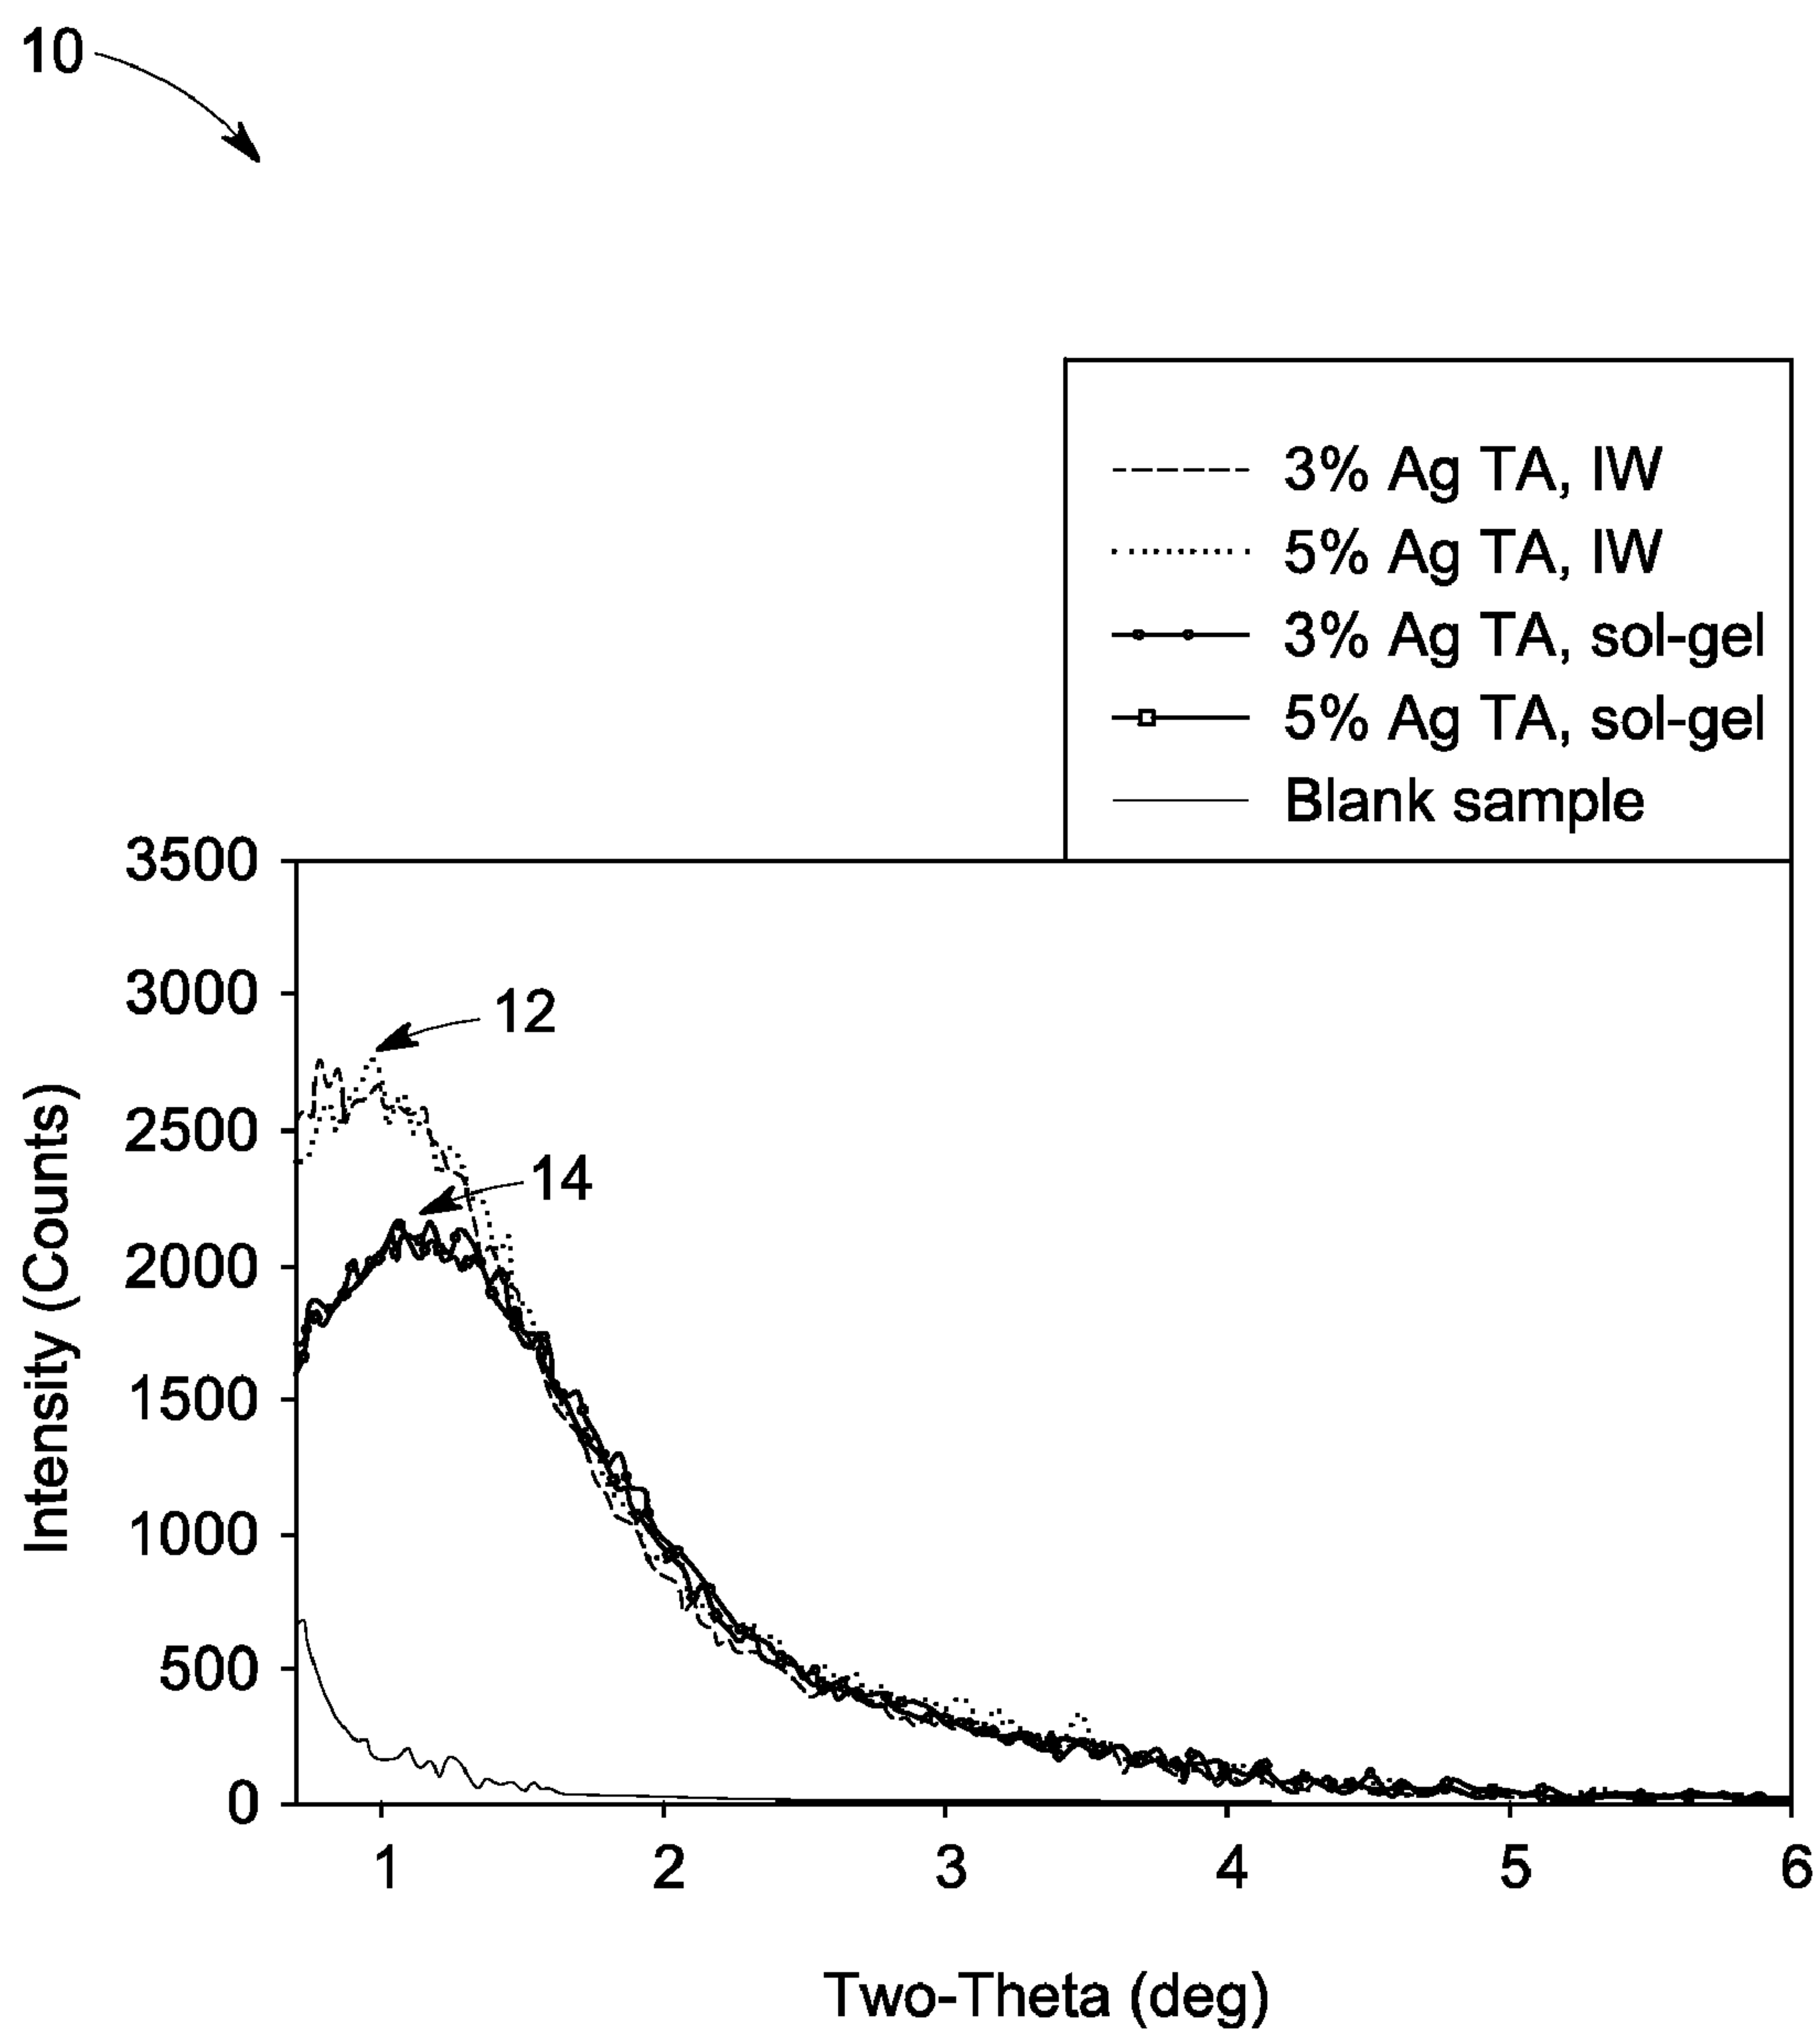 10
3% Ag TA, IW
5% Ag TA, IW
3% Ag TA, sol-gel
5% Ag TA, sol-gel
Blank sample
3500
3000
2500
2000
1500
1000
500
0
12
14
Intensity (Counts)
1 2 3 4 5 6
Two-Theta (deg)